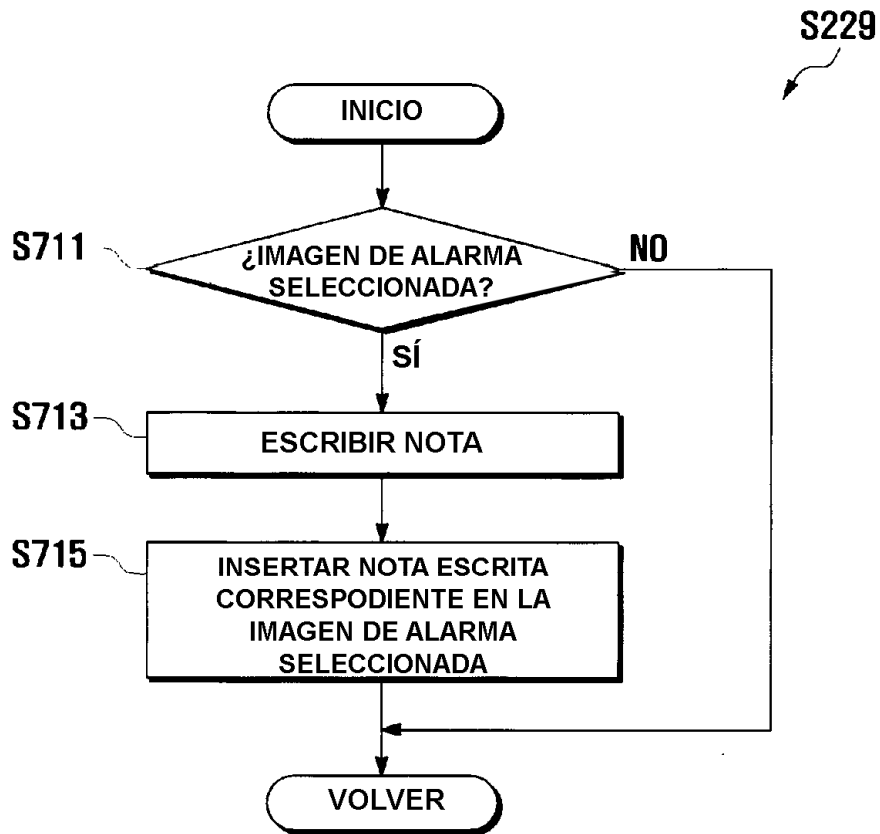 S229
INICIO
S711
¿IMAGEN DE ALARMA
SELECCIONADA?
NO
SÍ
S713
ESCRIBIR NOTA
S715
INSERTAR NOTA ESCRITA
CORRESPODIENTE EN LA
IMAGEN DE ALARMA
SELECCIONADA
VOLVER